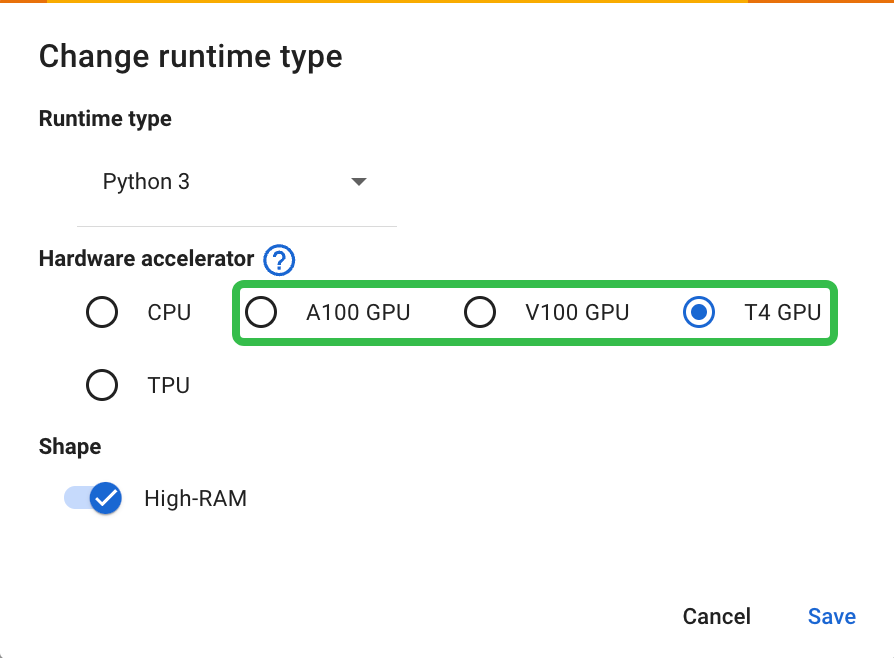 Change runtime type
Runtime type
Python 3
Hardware accelerator ?
CPU A100 GPU V100 GPU T4 GPU
TPU
Shape
High-RAM
Cancel Save